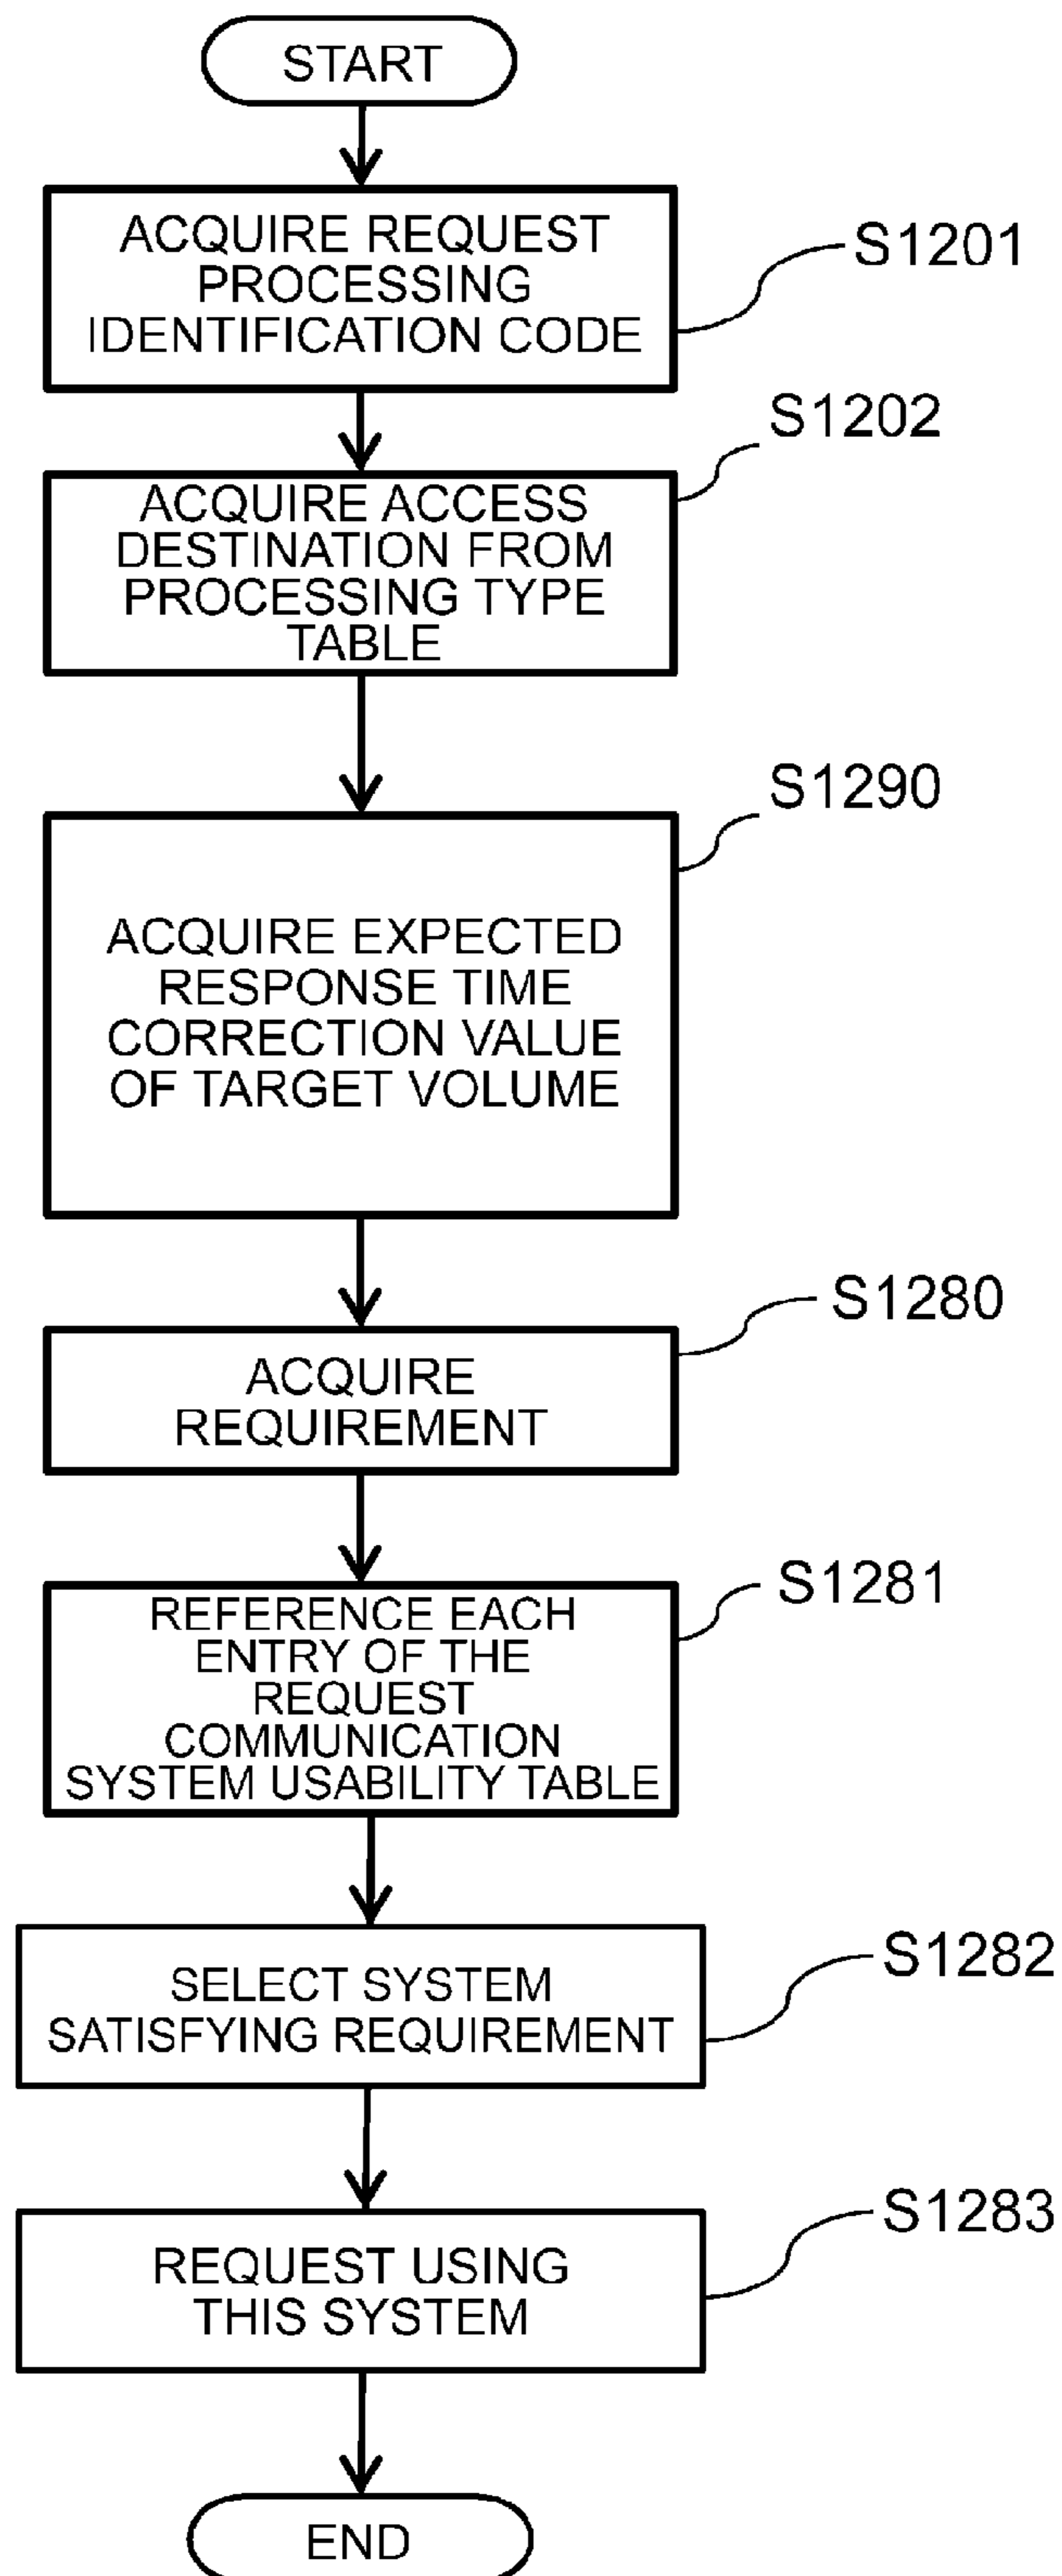 START
ACQUIRE REQUEST
PROCESSING
IDENTIFICATION CODE
S1201
ACQUIRE ACCESS
DESTINATION FROM
PROCESSING TYPE
TABLE
S1202
ACQUIRE EXPECTED
RESPONSE TIME
CORRECTION VALUE
OF TARGET VOLUME
S1290
ACQUIRE
REQUIREMENT
S1280
REFERENCE EACH
ENTRY OF THE
REQUEST
COMMUNICATION
SYSTEM USABILITY TABLE
S1281
SELECT SYSTEM
SATISFYING REQUIREMENT
S1282
REQUEST USING
THIS SYSTEM
S1283
END